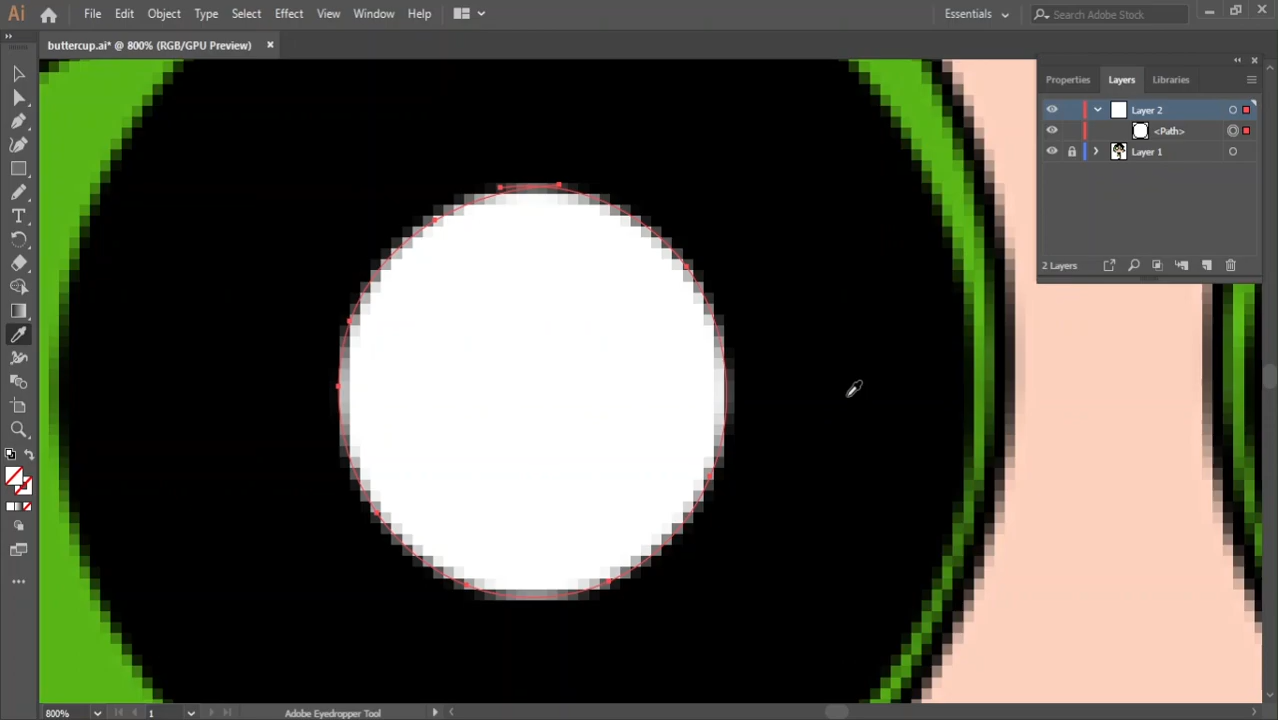 Ai File Edit Object Type Select Effect View Window Help Essentials Search Adobe Stock
buttercup.ai* @ 800% (RGB/GPU Preview)
Properties Layers Libraries
Layer 2
<Path>
Layer 1
2 Layers
800% 1 Adobe Eyedropper Tool